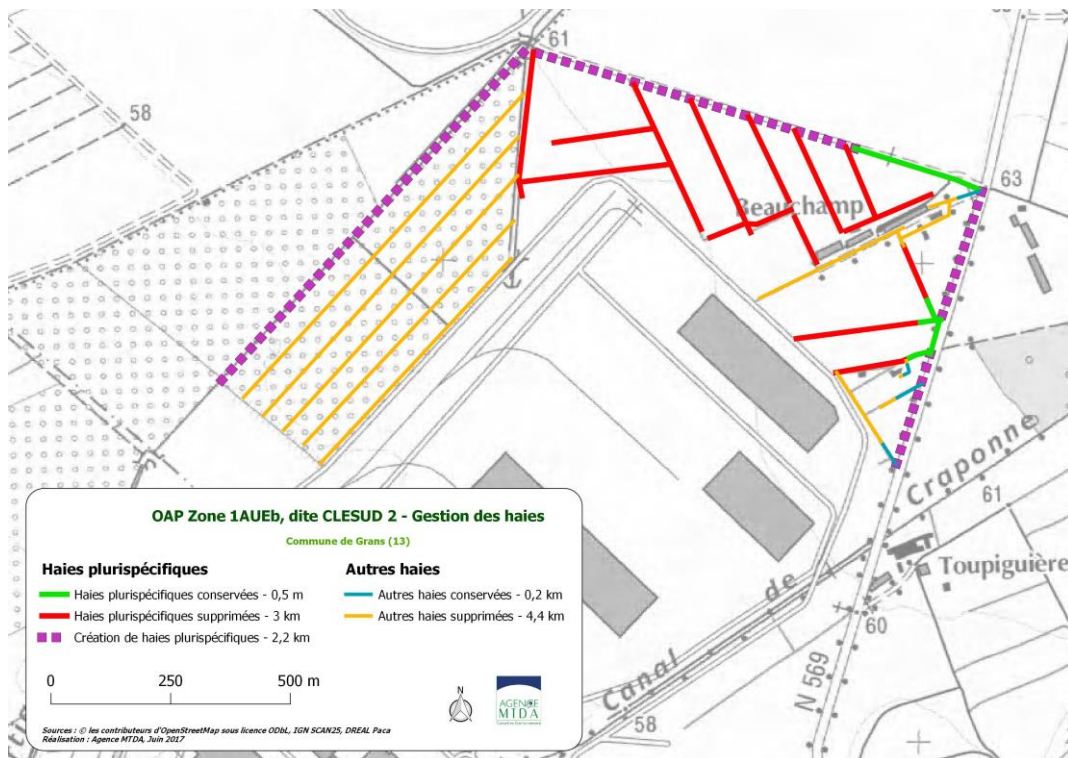 61
58
63
Beauchamp
Craponne
61
Toupiguière
de
60
Canal
N 569
58
OAP Zone 1AUEb, dite CLESUD 2 - Gestion des haies
Commune de Grans (13)
Haies plurispécifiques
Haies plurispécifiques conservées - 0,5 m
Haies plurispécifiques supprimées - 3 km
Création de haies plurispécifiques - 2,2 km
Autres haies
Autres haies conservées - 0,2 km
Autres haies supprimées - 4,4 km
0 250 500 m
N
AGENCE
MTDA
Sources : © les contributeurs d'OpenStreetMap sous licence ODbL, IGN SCAN25, DREAL Paca
Réalisation : Agence MTDA, Juin 2017